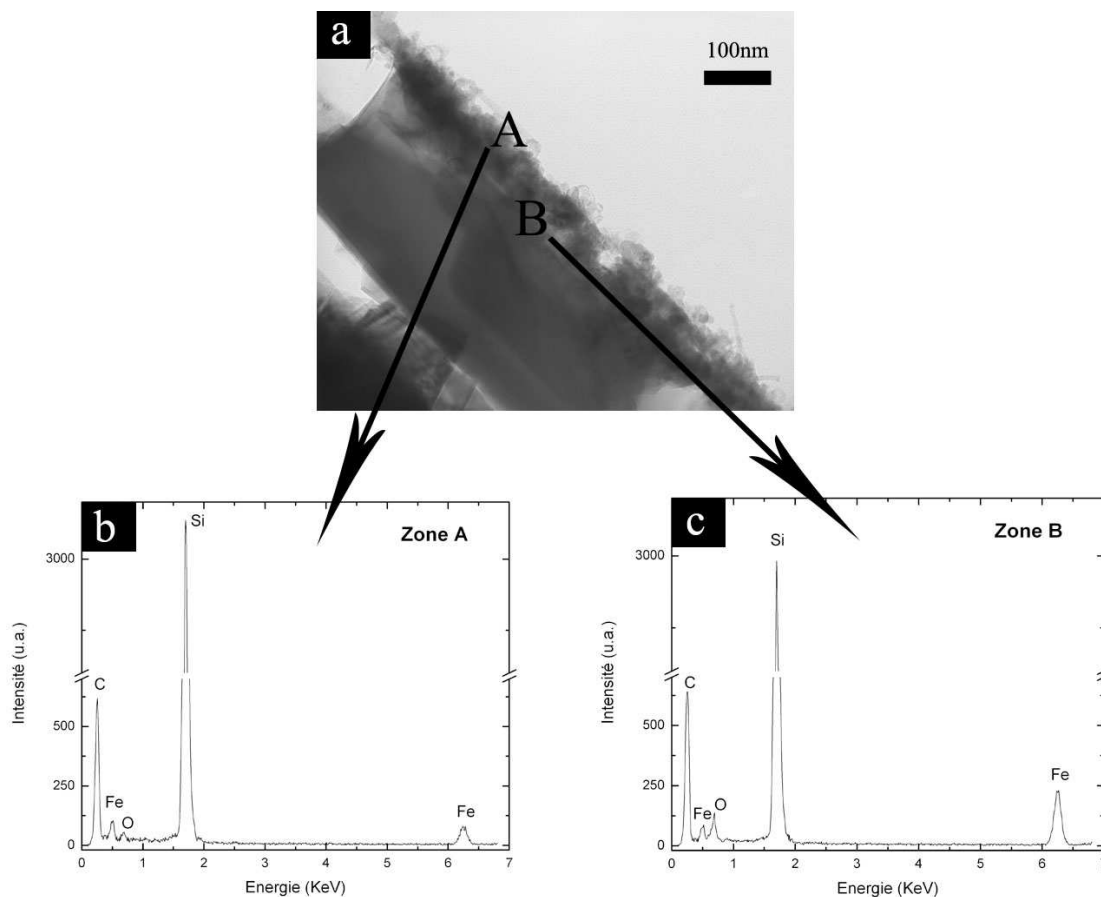 a
100nm
A
B
b
Zone A
Si
3000
C
500
250
Fe
O
Fe
0
0 1 2 3 4 5 6 7
Intensité (u.a.)
Energie (KeV)
c
Zone B
Si
3000
C
500
250
Fe
O
Fe
0
0 1 2 3 4 5 6
Intensité (u.a.)
Energie (KeV)